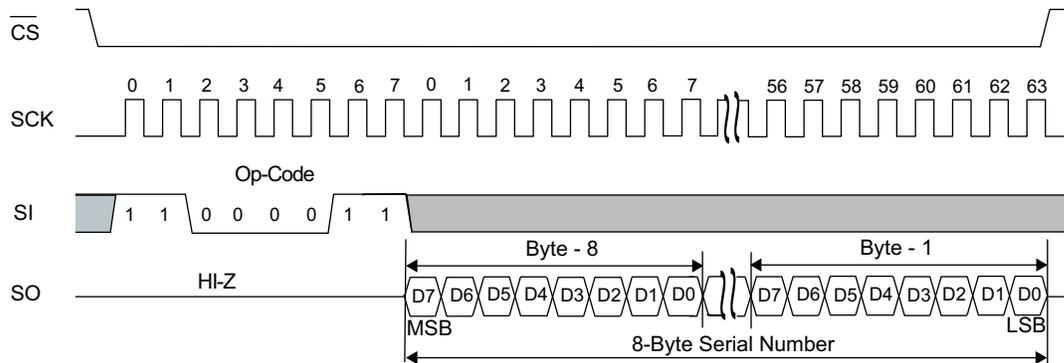 CS
0 1 2 3 4 5 6 7 0 1 2 3 4 5 6 7 56 57 58 59 60 61 62 63
SCK
Op-Code
SI 1 1 0 0 0 0 1 1
Byte - 8 Byte - 1
HI-Z
SO D7 D6 D5 D4 D3 D2 D1 D0 D7 D6 D5 D4 D3 D2 D1 D0
MSB LSB
8-Byte Serial Number